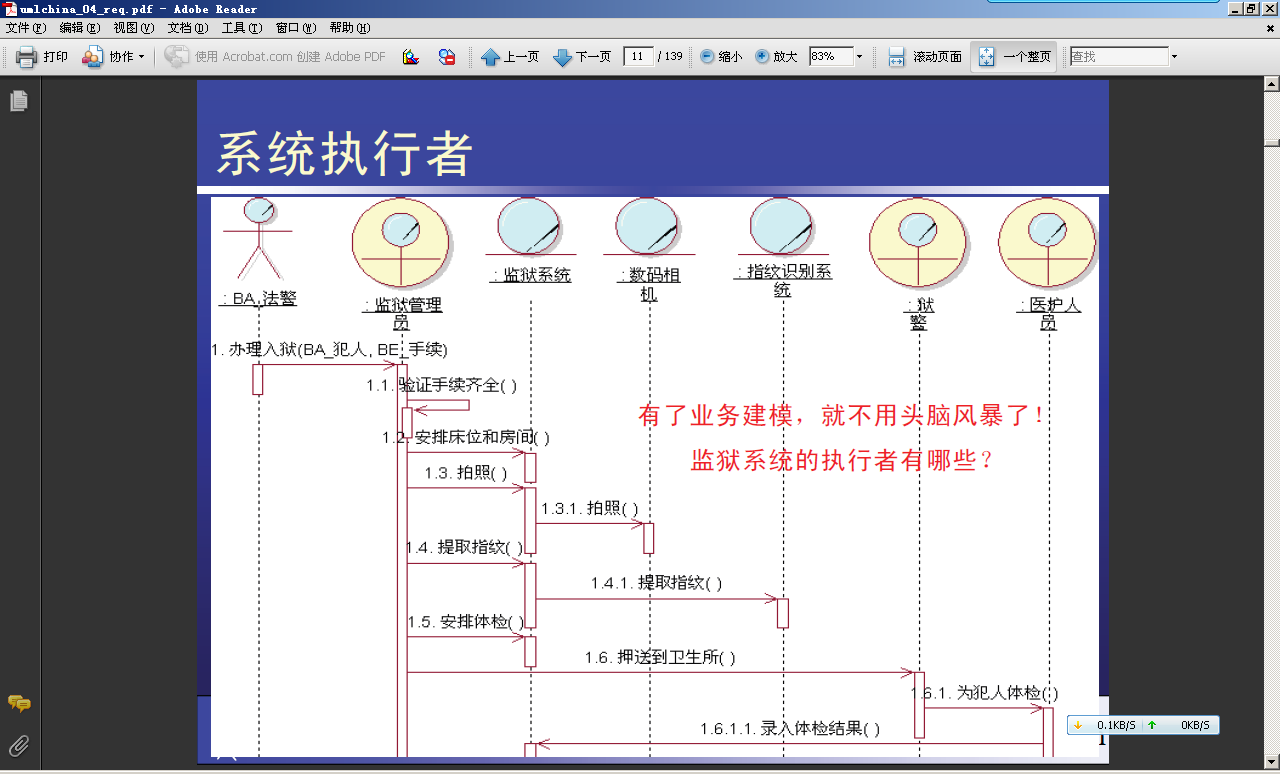 umlchina_04_req.pdf - Adobe Reader
文件(F) 编辑(E) 视图(V) 文档(D) 工具(T) 窗口(W) 帮助(H)
打印 协作 使用 Acrobat.com 创建 Adobe PDF 上一页 下一页 11 / 139 缩小 放大 83% 滚动页面 一个整页 查找
系统执行者
: BA_法警
: 监狱管理
员
: 监狱系统
: 数码相
机
: 指纹识别系
统
: 狱
警
: 医护人
员
1. 办理入狱(BA_犯人, BE_手续)
1.1. 验证手续齐全( )
有了业务建模，就不用头脑风暴了！
1.2. 安排床位和房间( )
监狱系统的执行者有哪些？
1.3. 拍照( )
1.3.1. 拍照( )
1.4. 提取指纹( )
1.4.1. 提取指纹( )
1.5. 安排体检( )
1.6. 押送到卫生所( )
1.6.1. 为犯人体检( )
1.6.1.1. 录入体检结果( )
0.1KB/S 0KB/S